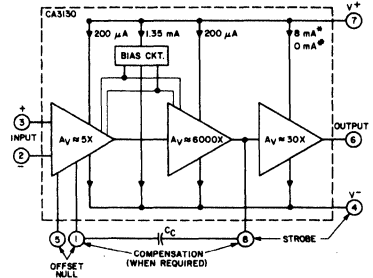 CA3130
V+
7
200 μA
1.35 mA
200 μA
8 mA*
0 mA⌀
BIAS CKT.
+
3
INPUT
2
−
AV ≈ 5X
AV ≈ 6000X
AV ≈ 30X
OUTPUT
6
V−
4
5
1
CC
8
STROBE
OFFSET
NULL
COMPENSATION
(WHEN REQUIRED)